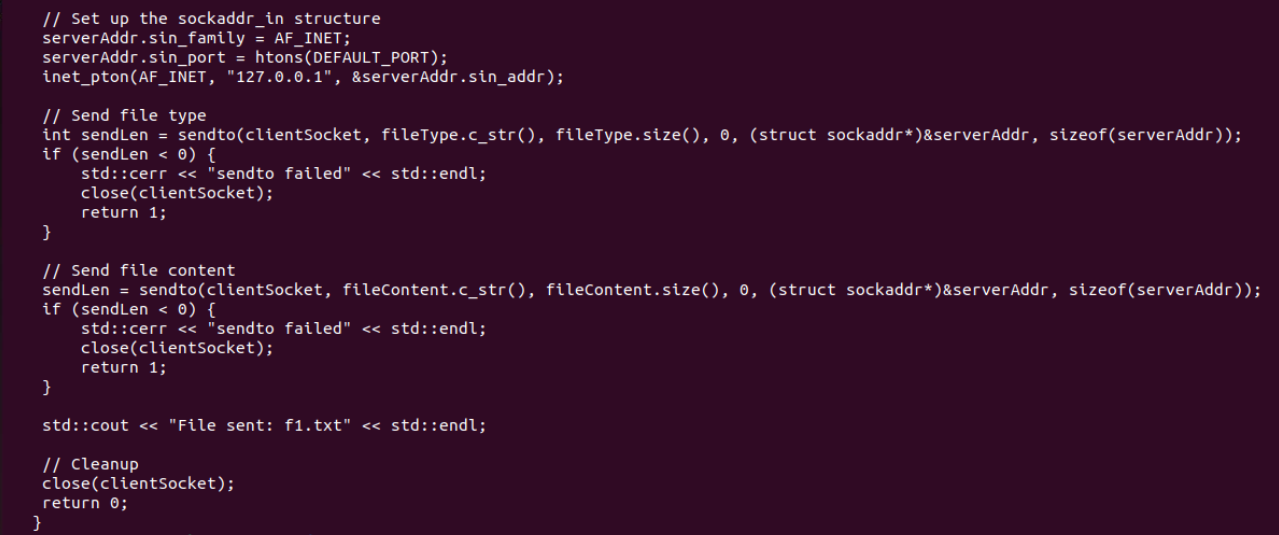 // Set up the sockaddr_in structure
serverAddr.sin_family = AF_INET;
serverAddr.sin_port = htons(DEFAULT_PORT);
inet_pton(AF_INET, "127.0.0.1", &serverAddr.sin_addr);

// Send file type
int sendLen = sendto(clientSocket, fileType.c_str(), fileType.size(), 0, (struct sockaddr*)&serverAddr, sizeof(serverAddr));
if (sendLen < 0) {
    std::cerr << "sendto failed" << std::endl;
    close(clientSocket);
    return 1;
}

// Send file content
sendLen = sendto(clientSocket, fileContent.c_str(), fileContent.size(), 0, (struct sockaddr*)&serverAddr, sizeof(serverAddr));
if (sendLen < 0) {
    std::cerr << "sendto failed" << std::endl;
    close(clientSocket);
    return 1;
}

std::cout << "File sent: f1.txt" << std::endl;

// Cleanup
close(clientSocket);
return 0;
}